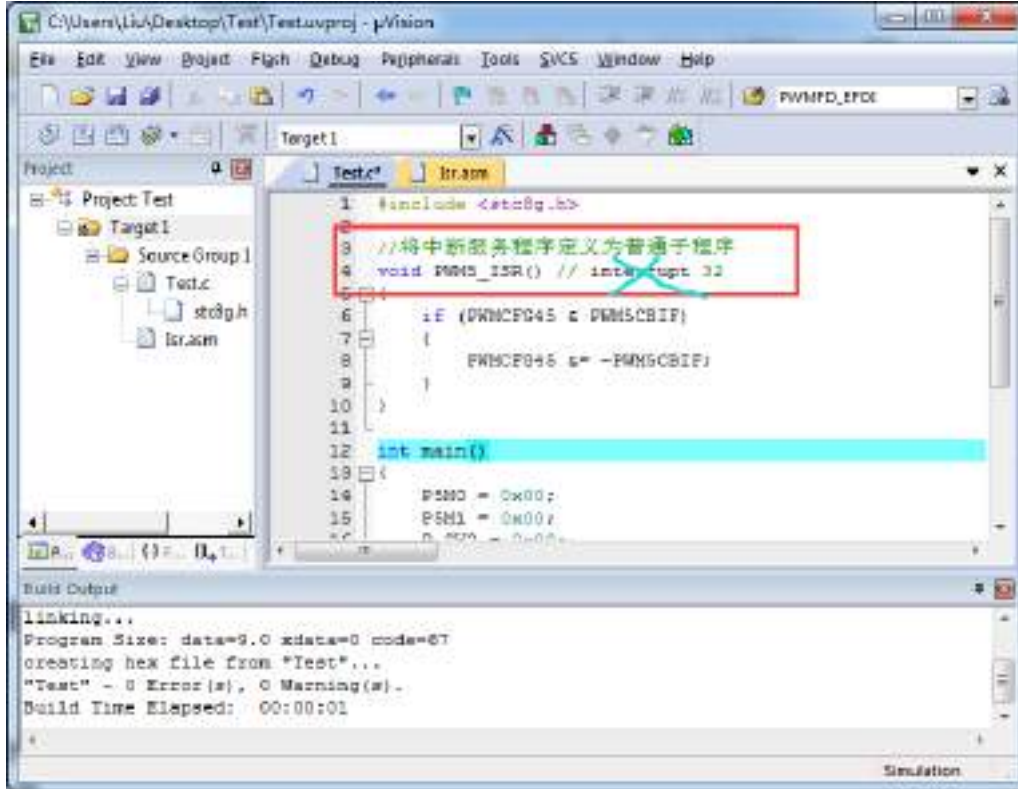 C:\Users\Liu\Desktop\Test\Test.uvproj - µVision
File Edit View Project Flash Debug Peripherals Tools SVCS Window Help
PWMFD_EFDI
Target 1
Project
Test.c*
Isr.asm
Project: Test
Target 1
Source Group 1
Test.c
stc8g.h
Isr.asm
1 #include <stc8g.h>
2
3 //将中断服务程序定义为普通子程序
4 void PWM5_ISR() // interrupt 32
5 {
6 if (PWMCFG45 & PWM5CBIF)
7 {
8 PWMCFG45 &= ~PWM5CBIF;
9 }
10 }
11
12 int main()
13 {
14 P5M0 = 0x00;
15 P5M1 = 0x00;
Build Output
linking...
Program Size: data=9.0 xdata=0 code=67
creating hex file from "Test"...
"Test" - 0 Error(s), 0 Warning(s).
Build Time Elapsed: 00:00:01
Simulation